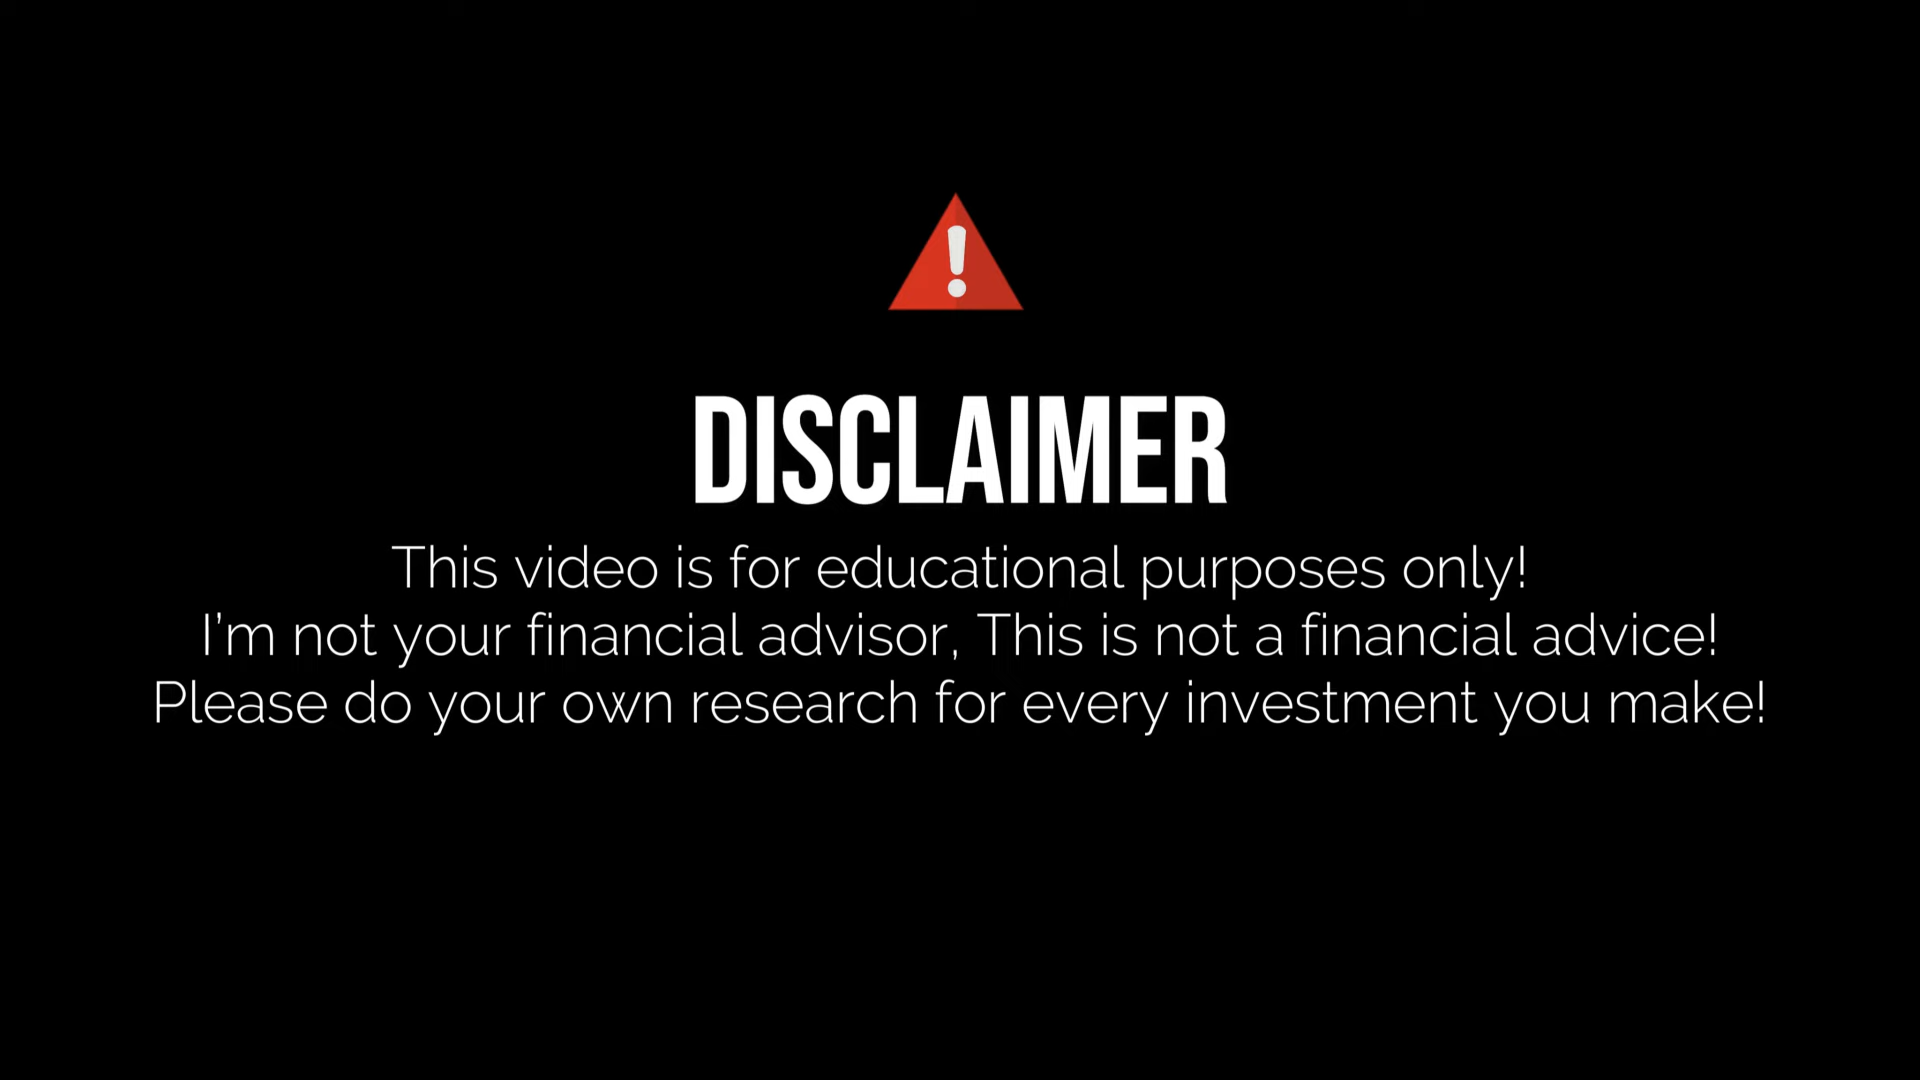 DISCLAIMER
This video is for educational purposes only!
I'm not your financial advisor, This is not a financial advice!
Please do your own research for every investment you make!